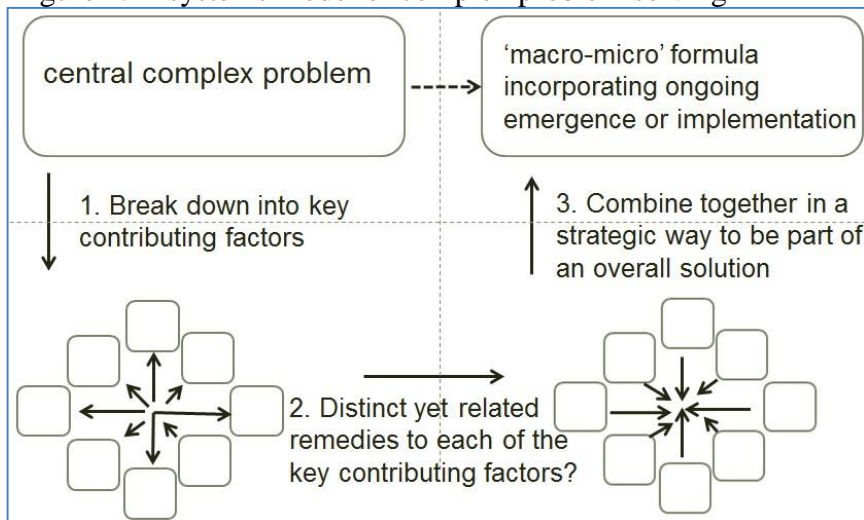 central complex problem
‘macro-micro’ formula
incorporating ongoing
emergence or implementation
1. Break down into key
contributing factors
3. Combine together in a
strategic way to be part of
an overall solution
2. Distinct yet related
remedies to each of the
key contributing factors?